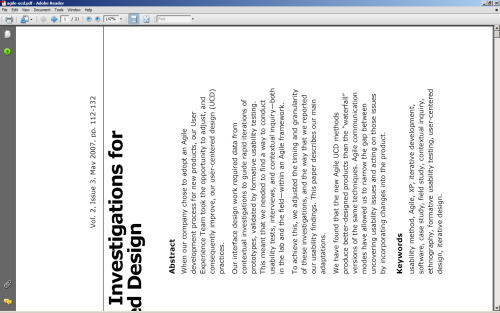 agile-ucd.pdf - Adobe Reader
File Edit View Document Tools Window Help
1 / 21
147%
Find
Vol. 2, Issue 3, May 2007, pp. 112-132
Investigations for
d Design
Abstract
When our company chose to adopt an Agile
development process for new products, our User
Experience Team took the opportunity to adjust, and
consequently improve, our user-centered design (UCD)
practices.
Our interface design work required data from
contextual investigations to guide rapid iterations of
prototypes, validated by formative usability testing.
This meant that we needed to find a way to conduct
usability tests, interviews, and contextual inquiry—both
in the lab and the field—within an Agile framework.
To achieve this, we adjusted the timing and granularity
of these investigations, and the way that we reported
our usability findings. This paper describes our main
adaptations.
We have found that the new Agile UCD methods
produce better-designed products than the "waterfall"
versions of the same techniques. Agile communication
modes have allowed us to narrow the gap between
uncovering usability issues and acting on those issues
by incorporating changes into the product.
Keywords
usability method, Agile, XP, iterative development,
software, case study, field study, contextual inquiry,
ethnography, formative usability testing, user-centered
design, iterative design.